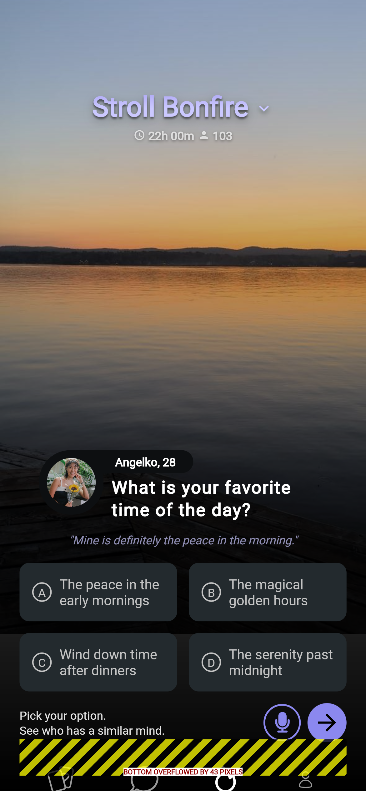 Stroll Bonfire
22h 00m 103
Angelko, 28
What is your favorite
time of the day?
"Mine is definitely the peace in the morning."
A
The peace in the
early mornings
B
The magical
golden hours
C
Wind down time
after dinners
D
The serenity past
midnight
Pick your option.
See who has a similar mind.
BOTTOM OVERFLOWED BY 43 PIXELS